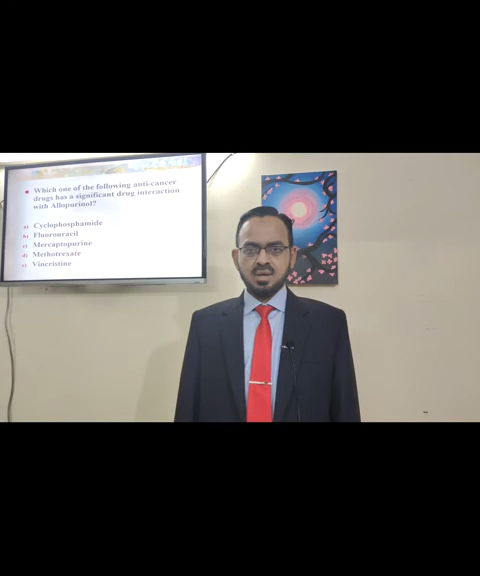 Which one of the following anti-cancer
drugs has a significant drug interaction
with Allopurinol?
a) Cyclophosphamide
b) Fluorouracil
c) Mercaptopurine
d) Methotrexate
e) Vincristine